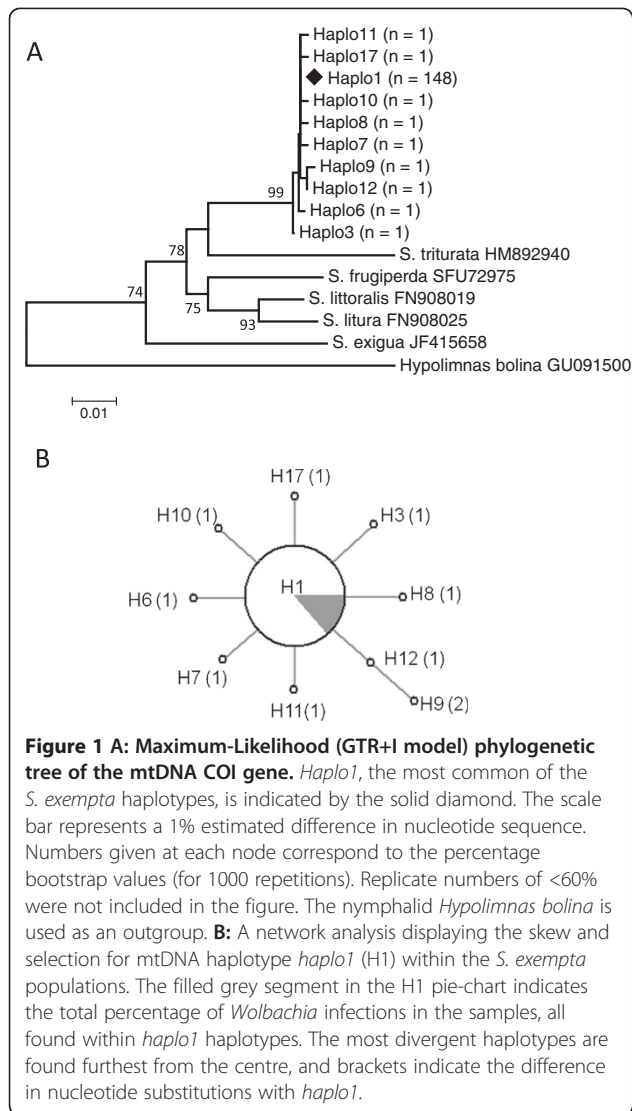 A
Haplo11 (n = 1)
Haplo17 (n = 1)
Haplo1 (n = 148)
Haplo10 (n = 1)
Haplo8 (n = 1)
Haplo7 (n = 1)
Haplo9 (n = 1)
Haplo12 (n = 1)
Haplo6 (n = 1)
Haplo3 (n = 1)
S. triturata HM892940
S. frugiperda SFU72975
S. littoralis FN908019
S. litura FN908025
S. exigua JF415658
Hypolimnas bolina GU091500
99
78
74
75
93
0.01
B
H17 (1)
H10 (1)
H3 (1)
H1
H6 (1)
H8 (1)
H12 (1)
H7 (1)
H9 (2)
H11(1)
Figure 1 A: Maximum-Likelihood (GTR+I model) phylogenetic
tree of the mtDNA COI gene. Haplo1, the most common of the
S. exempta haplotypes, is indicated by the solid diamond. The scale
bar represents a 1% estimated difference in nucleotide sequence.
Numbers given at each node correspond to the percentage
bootstrap values (for 1000 repetitions). Replicate numbers of <60%
were not included in the figure. The nymphalid Hypolimnas bolina is
used as an outgroup. B: A network analysis displaying the skew and
selection for mtDNA haplotype haplo1 (H1) within the S. exempta
populations. The filled grey segment in the H1 pie-chart indicates
the total percentage of Wolbachia infections in the samples, all
found within haplo1 haplotypes. The most divergent haplotypes are
found furthest from the centre, and brackets indicate the difference
in nucleotide substitutions with haplo1.